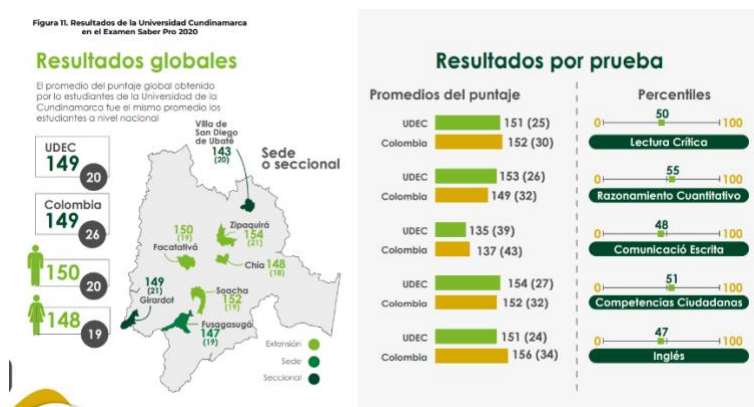 Figura 11. Resultados de la Universidad Cundinamarca
en el Examen Saber Pro 2020
Resultados globales
El promedio del puntaje global obtenido
por lo estudiantes de la Universidad de la
Cundinamarca fue el mismo promedio los
estudiantes a nivel nacional
UDEC
149
20
Colombia
149
26
150
20
148
19
Sede
o seccional
Villa de
San Diego
de Ubaté
143
(20)
Zipaquirá
154
(21)
150
(19)
Facatativá
Chía 148
(18)
Soacha
152
(19)
149
(21)
Girardot
Fusagasugá
147
(19)
Extensión
Sede
Seccional
Resultados por prueba
Promedios del puntaje
Percentiles
UDEC 151 (25)
Colombia 152 (30)
0 50 100
Lectura Crítica
UDEC 153 (26)
Colombia 149 (32)
0 55 100
Razonamiento Cuantitativo
UDEC 135 (39)
Colombia 137 (43)
0 48 100
Comunicació Escrita
UDEC 154 (27)
Colombia 152 (32)
0 51 100
Competencias Ciudadanas
UDEC 151 (24)
Colombia 156 (34)
0 47 100
Inglés